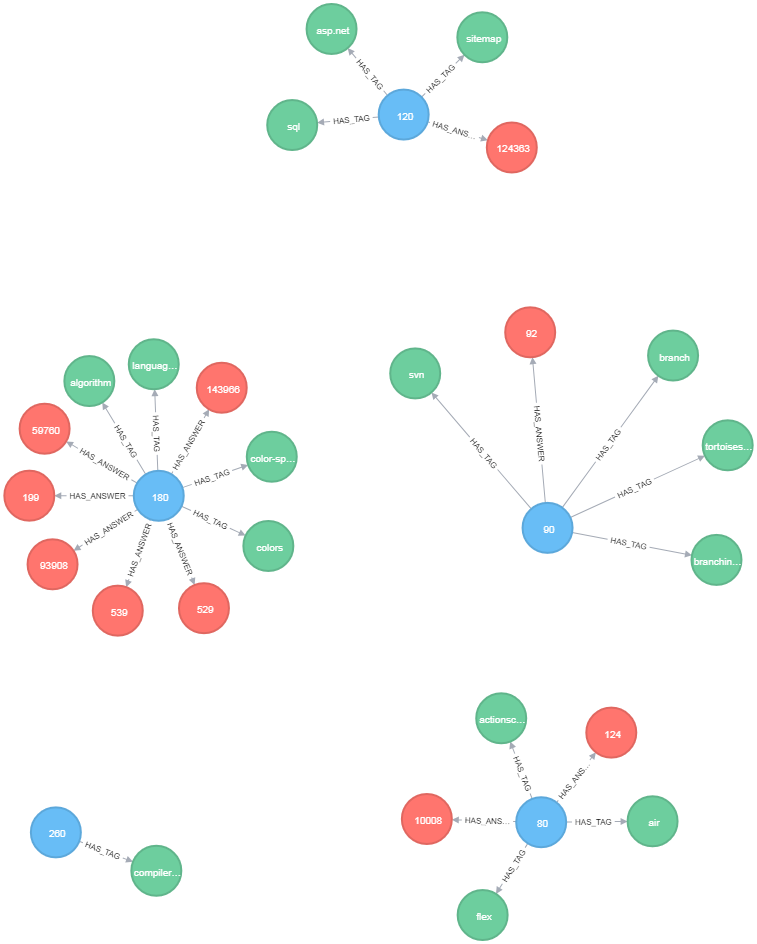 asp.net
sitemap
HAS_TAG
HAS_TAG
120
sql
HAS_TAG
HAS_ANS...
124363
92
branch
svn
languag...
algorithm
143966
HAS_TAG
HAS_TAG
HAS_ANSWER
59760
HAS_ANSWER
color-sp...
HAS_TAG
199
HAS_ANSWER
180
HAS_TAG
colors
HAS_ANSWER
93908
HAS_ANSWER
HAS_ANSWER
539
529
HAS_TAG
HAS_ANSWER
HAS_TAG
tortoises...
HAS_TAG
90
HAS_TAG
branchin...
actionsc...
124
HAS_TAG
HAS_ANS...
10008
HAS_ANS...
80
HAS_TAG
air
HAS_TAG
flex
260
HAS_TAG
compiler...